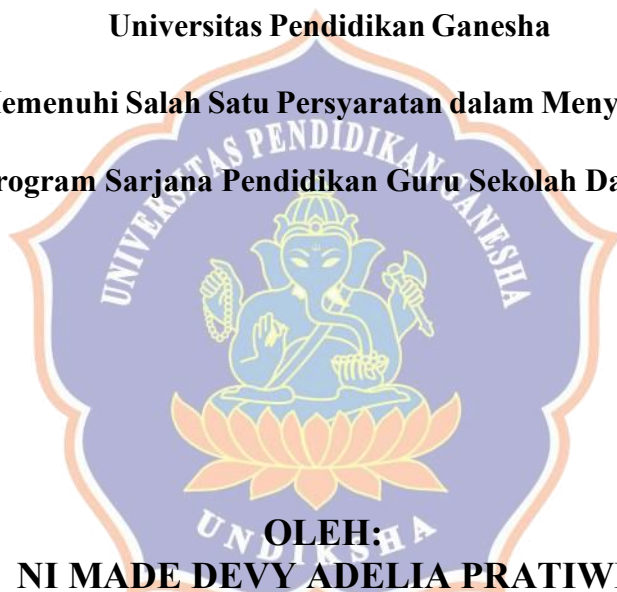 Universitas Pendidikan Ganesha
Memenuhi Salah Satu Persyaratan dalam Meny
rogram Sarjana Pendidikan Guru Sekolah Da
UNIVERSITAS PENDIDIKAN GANESHA
UNDIKSHA
OLEH:
NI MADE DEVY ADELIA PRATIWI